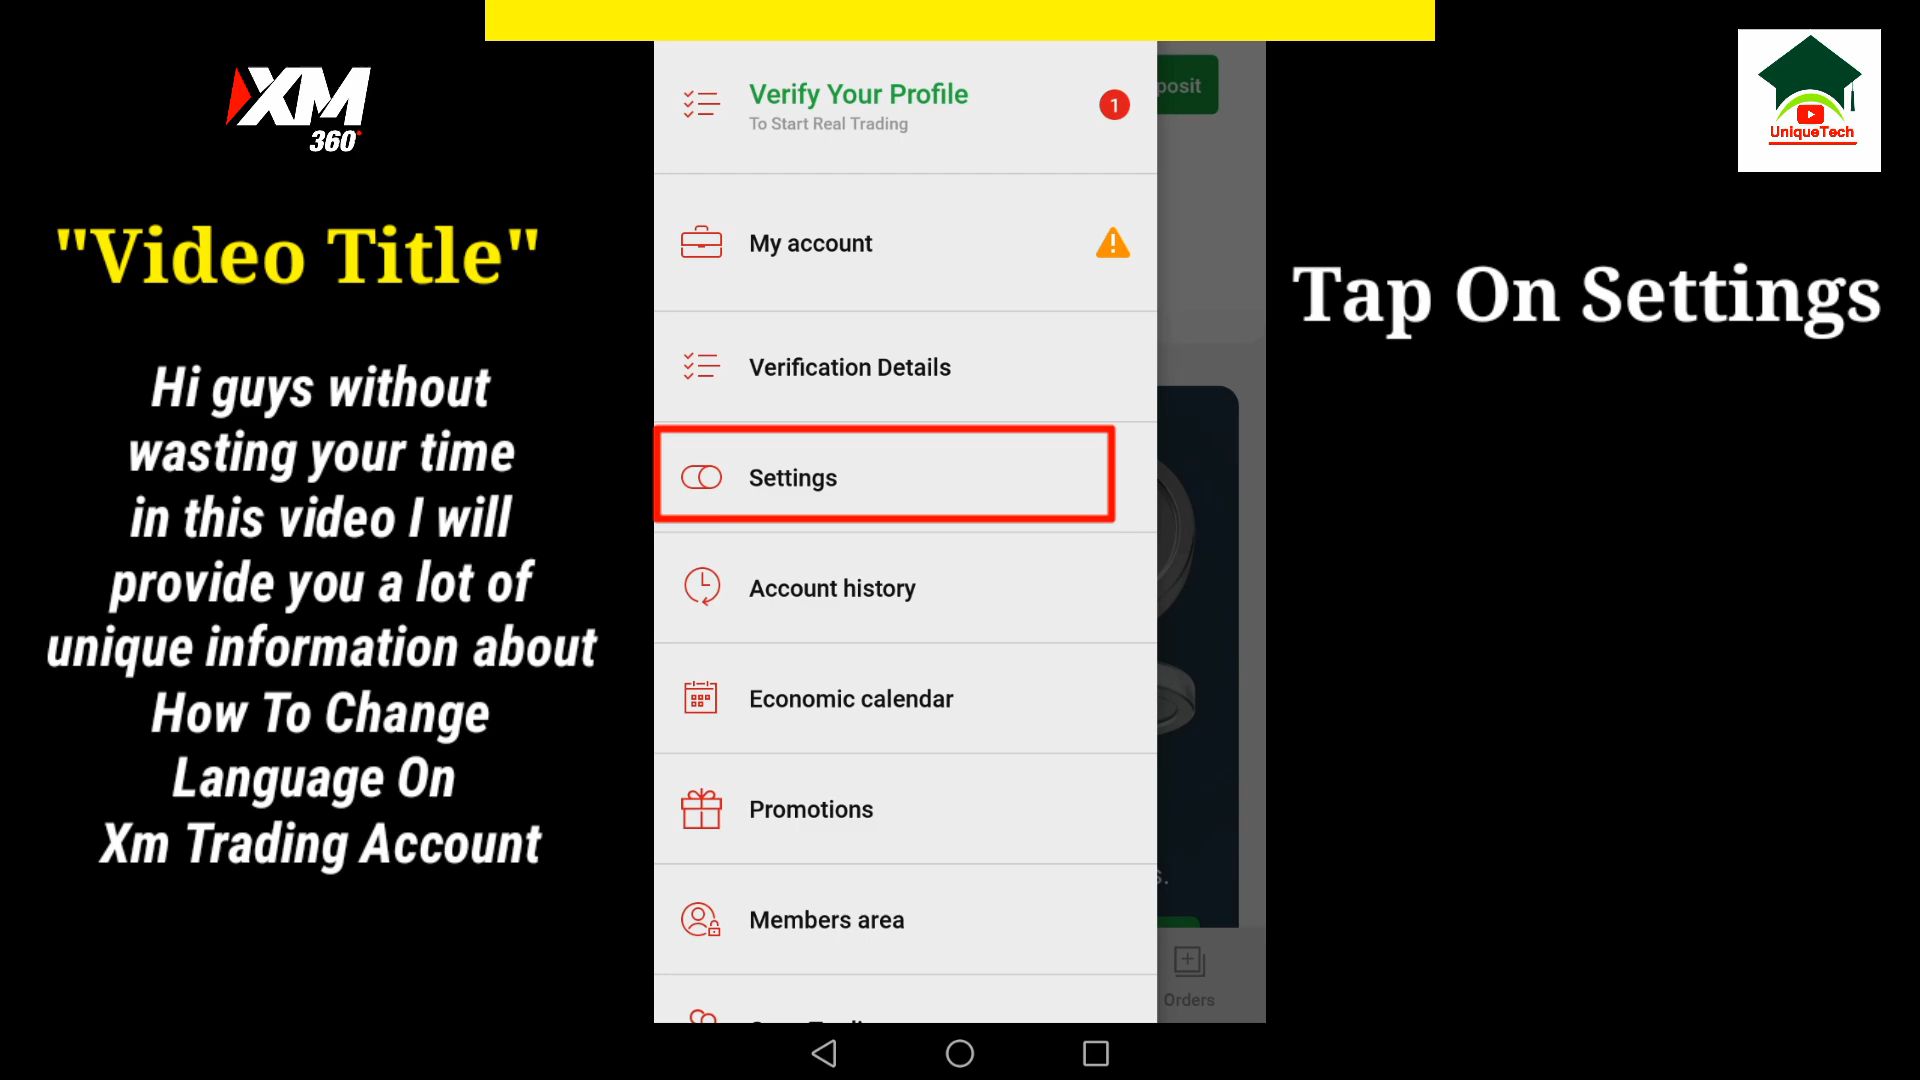 XM
360
"Video Title"
Hi guys without
wasting your time
in this video I will
provide you a lot of
unique information about
How To Change
Language On
Xm Trading Account
Verify Your Profile
To Start Real Trading
1
posit
My account
Verification Details
Settings
Account history
Economic calendar
Promotions
Members area
s.
Orders
UniqueTech
Tap On Settings